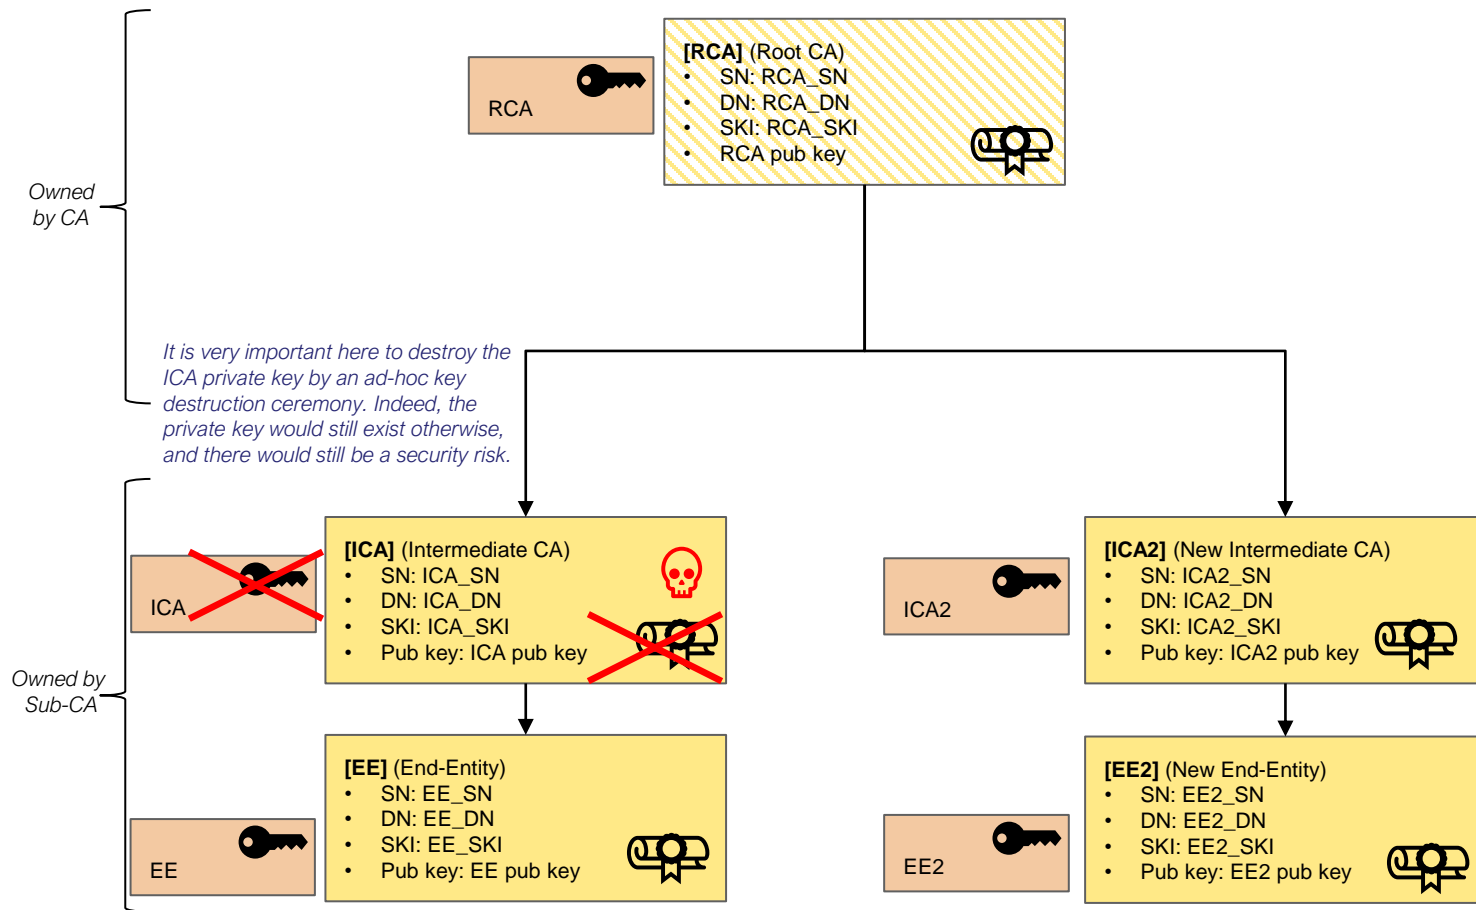 [RCA] (Root CA)
• SN: RCA_SN
• DN: RCA_DN
• SKI: RCA_SKI
• RCA pub key
RCA
Owned
by CA
It is very important here to destroy the
ICA private key by an ad-hoc key
destruction ceremony. Indeed, the
private key would still exist otherwise,
and there would still be a security risk.
Owned by
Sub-CA
ICA
[ICA] (Intermediate CA)
• SN: ICA_SN
• DN: ICA_DN
• SKI: ICA_SKI
• Pub key: ICA pub key
ICA2
[ICA2] (New Intermediate CA)
• SN: ICA2_SN
• DN: ICA2_DN
• SKI: ICA2_SKI
• Pub key: ICA2 pub key
EE
[EE] (End-Entity)
• SN: EE_SN
• DN: EE_DN
• SKI: EE_SKI
• Pub key: EE pub key
EE2
[EE2] (New End-Entity)
• SN: EE2_SN
• DN: EE2_DN
• SKI: EE2_SKI
• Pub key: EE2 pub key